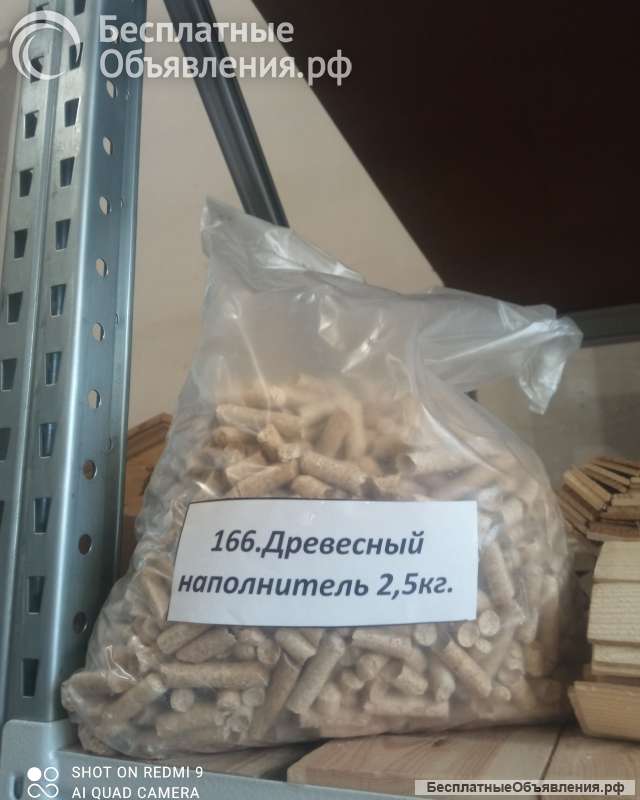 Бесплатные
Объявления.рф
166.Древесный
наполнитель 2,5кг.
SHOT ON REDMI 9
AI QUAD CAMERA
БесплатныеОбъявления.рф